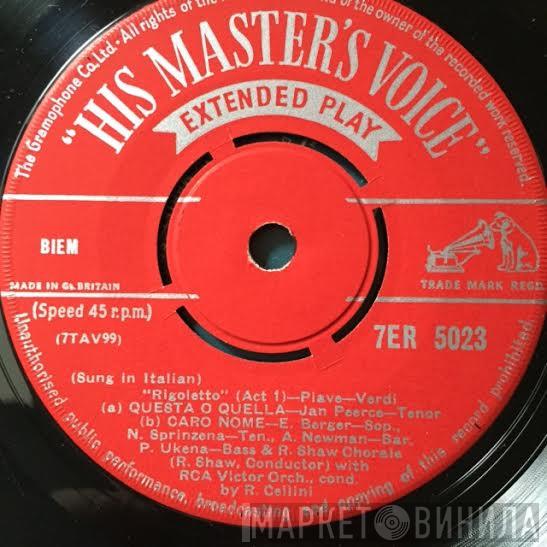 The Gramophone Co. Ltd. · All rights of the
of the owner of the recorded work reserved.
"HIS MASTER'S VOICE"
EXTENDED PLAY
BIEM
MADE IN Gt. BRITAIN
TRADE MARK REGD.
(Speed 45 r.p.m.)
(7TAV99)
7ER 5023
(Sung in Italian)
"Rigoletto" (Act 1)—Piave—Verdi
(a) QUESTA O QUELLA—Jan Peerce—Tenor
(b) CARO NOME—E. Berger—Sop.,
N. Sprinzena—Ten., A. Newman—Bar.
P. Ukena—Bass & R. Shaw Chorale
(R. Shaw, Conductor) with
RCA Victor Orch., cond.
by R. Cellini
Unauthorised public performance, broadcasting and copying of this record prohibited.
МАРКЕТ ВИНИЛА